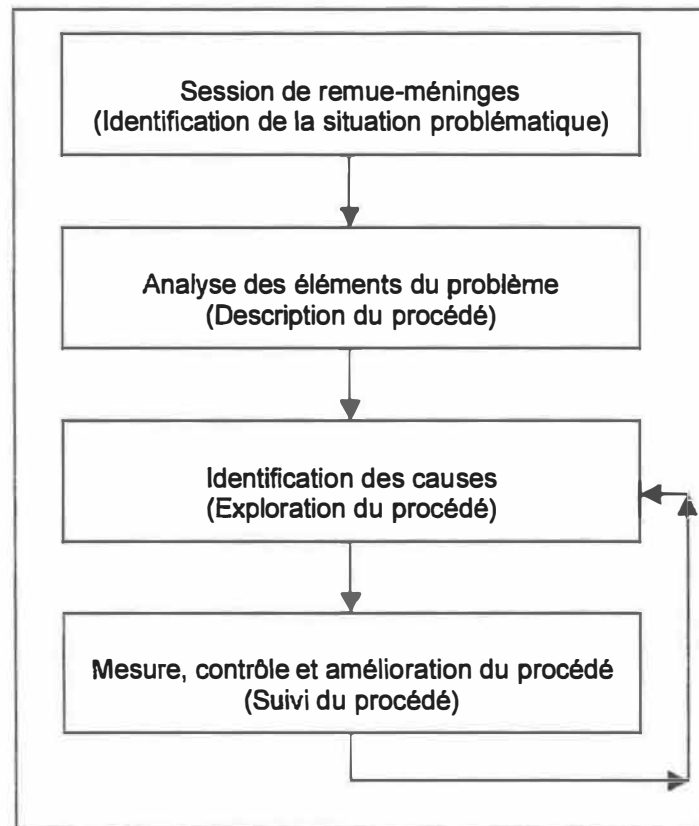 Session de remue-méninges
(Identification de la situation problématique)
Analyse des éléments du problème
(Description du procédé)
Identification des causes
(Exploration du procédé)
Mesure, contrôle et amélioration du procédé
(Suivi du procédé)